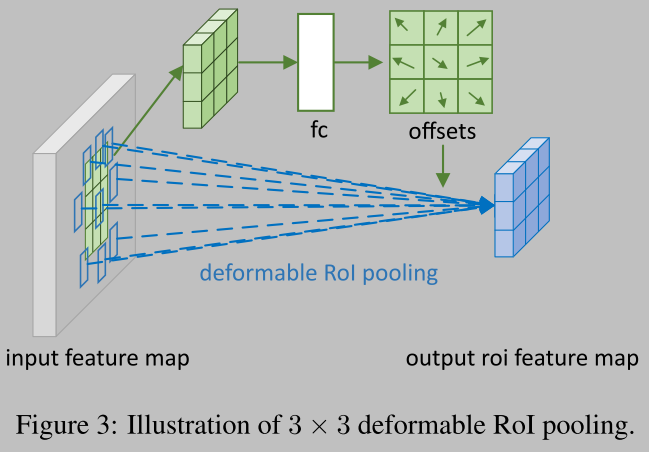 fc
offsets
deformable RoI pooling
input feature map
output roi feature map
Figure 3: Illustration of 3 × 3 deformable RoI pooling.